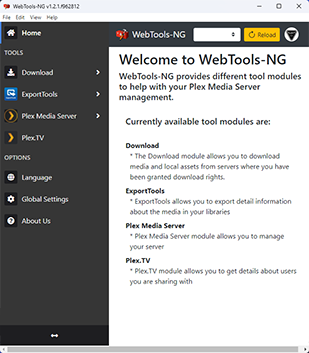 WebTools-NG v1.2.1.f962812
File Edit View Help
Home
TOOLS
Download
ExportTools
Plex Media Server
Plex.TV
OPTIONS
Language
Global Settings
About Us
WebTools-NG
Reload
Welcome to WebTools-NG
WebTools-NG provides different tool modules
to help with your Plex Media Server
management.
Currently available tool modules are:
Download
* The Download module allows you to download
media and local assets from servers where you have
been granted download rights.
ExportTools
* ExportTools allows you to export detail information
about the media in your libraries
Plex Media Server
* Plex Media Server module allows you to manage
your server
Plex.TV
* Plex.TV module allows you to get details about users
you are sharing with